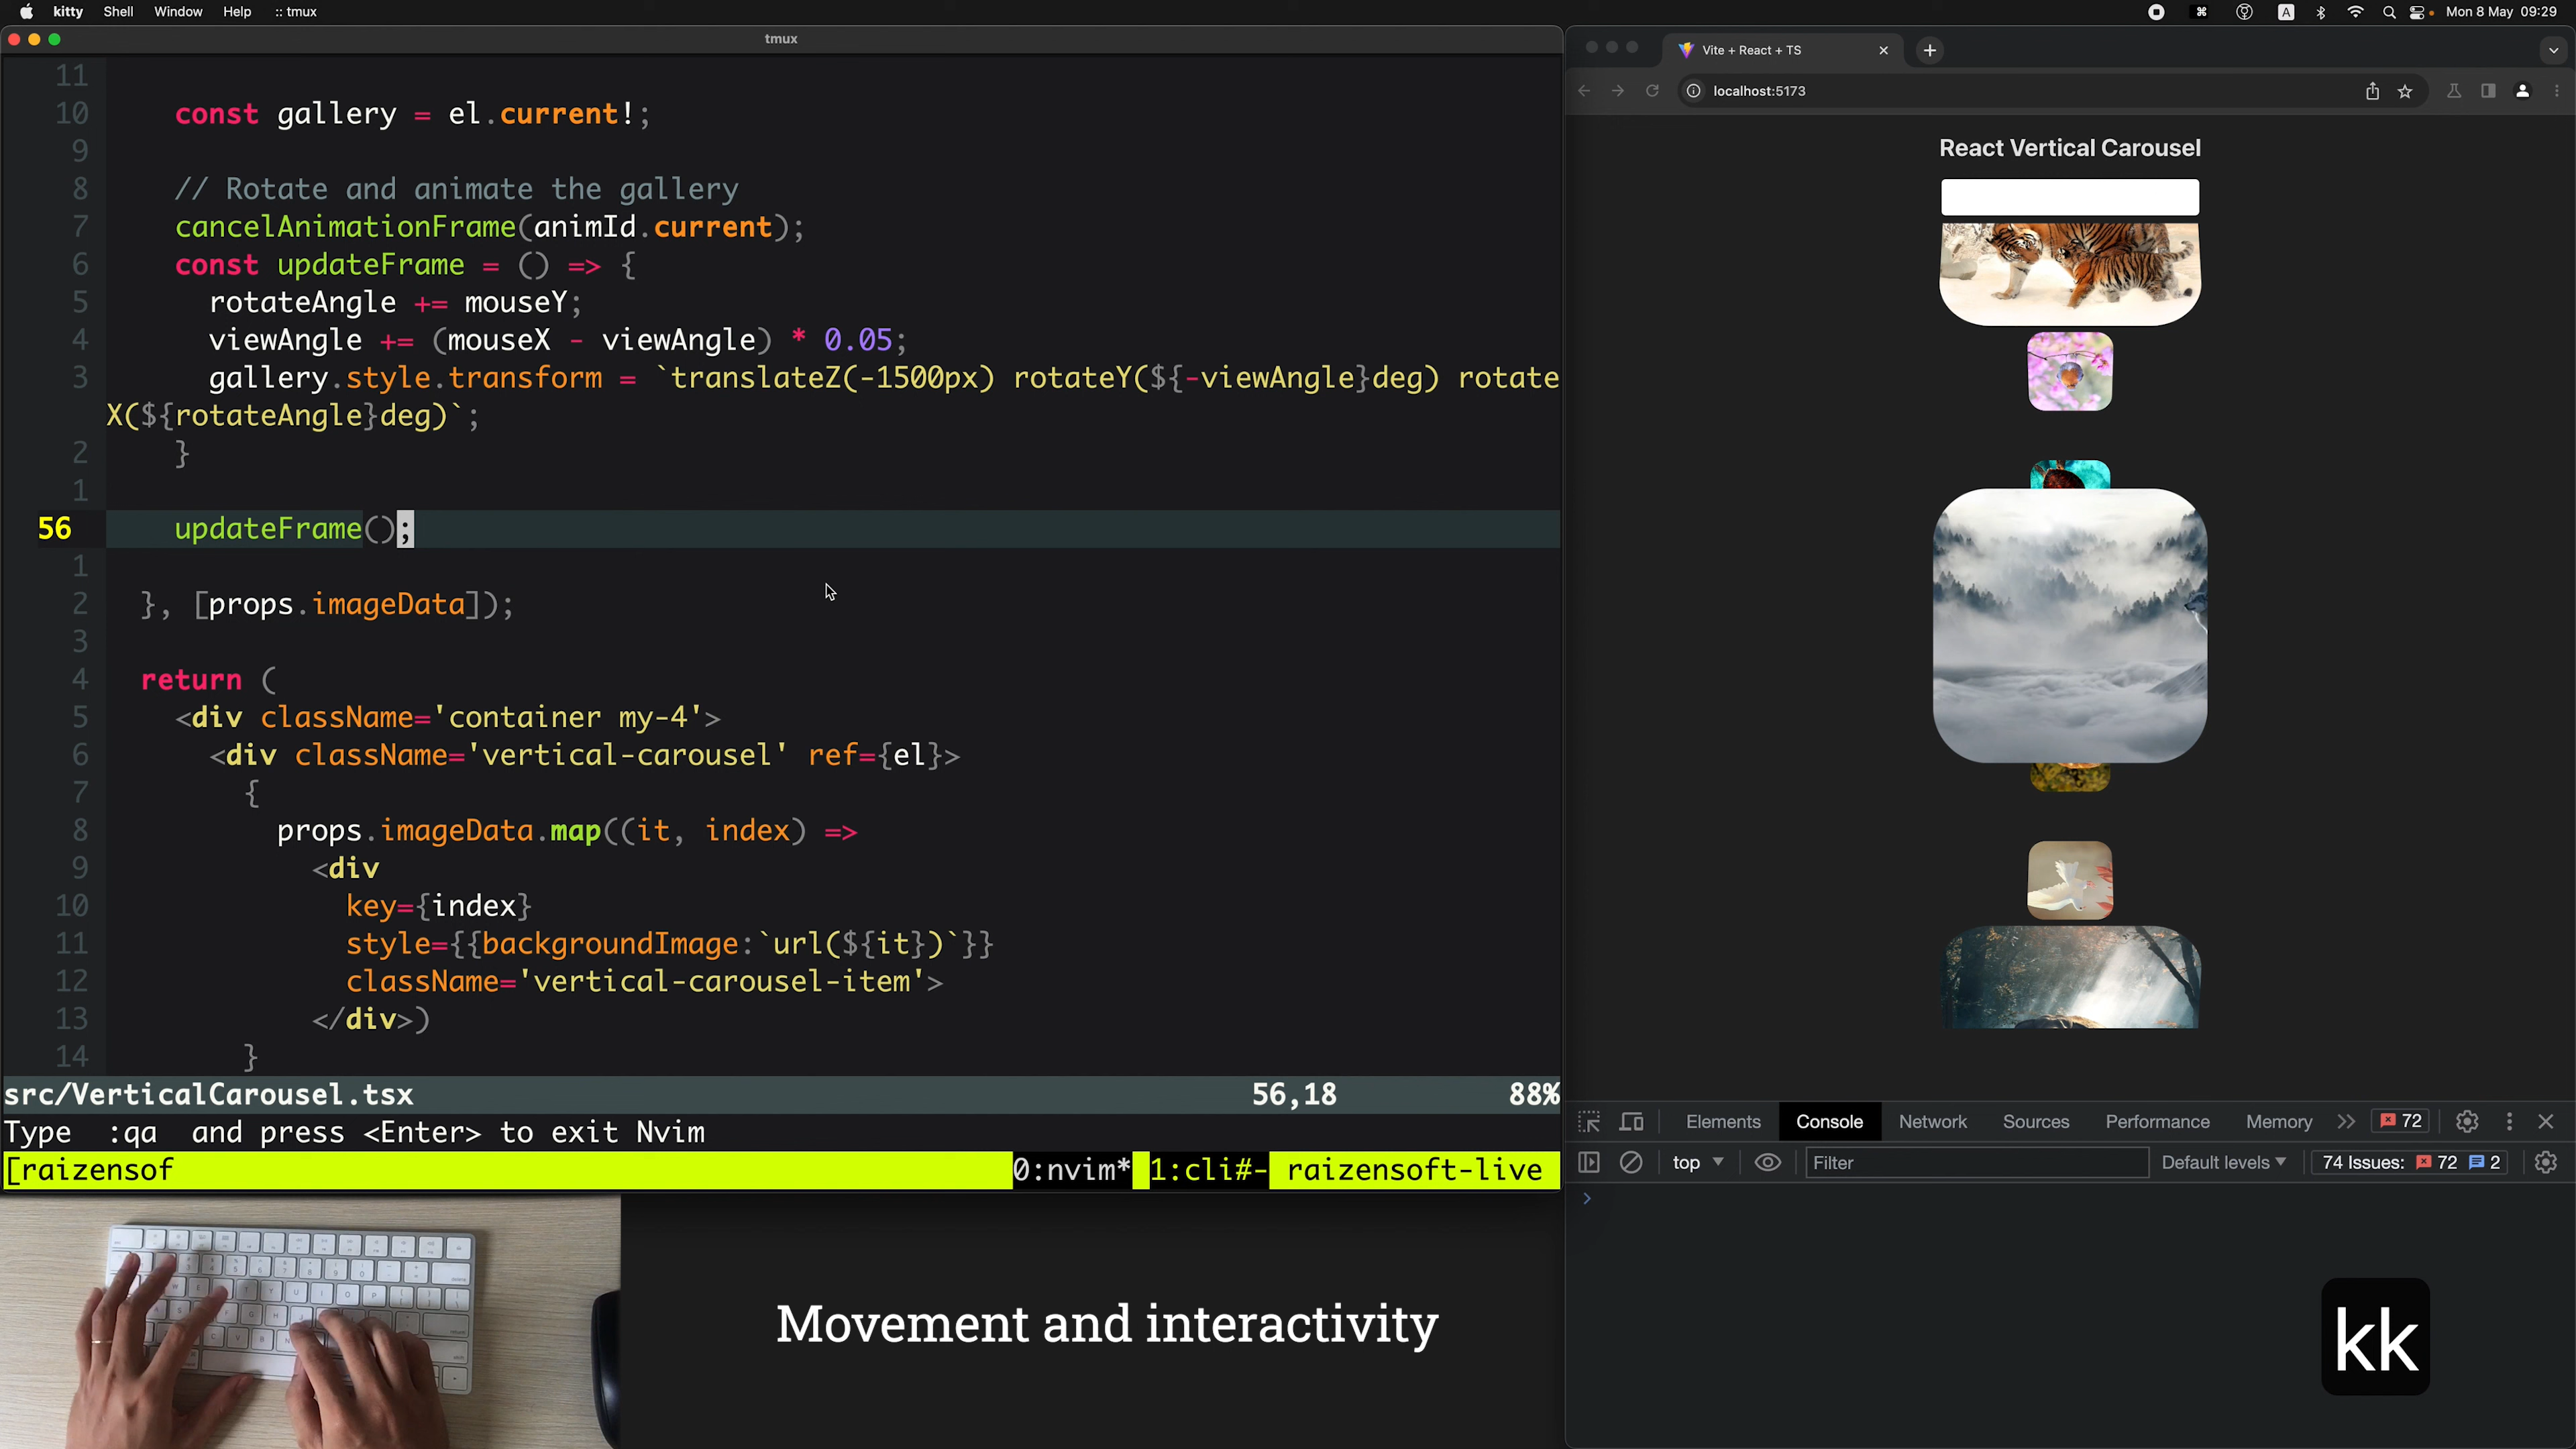 kitty Shell Window Help :: tmux
A Mon 8 May 09:29
tmux
11
10 const gallery = el.current!;
9
8 // Rotate and animate the gallery
7 cancelAnimationFrame(animId.current);
6 const updateFrame = () => {
5 rotateAngle += mouseY;
4 viewAngle += (mouseX - viewAngle) * 0.05;
3 gallery.style.transform = `translateZ(-1500px) rotateY(${-viewAngle}deg) rotate
X(${rotateAngle}deg)`;
2 }
1
56 updateFrame();
1
2 }, [props.imageData]);
3
4 return (
5 <div className='container my-4'>
6 <div className='vertical-carousel' ref={el}>
7 {
8 props.imageData.map((it, index) =>
9 <div
10 key={index}
11 style={{backgroundImage:`url(${it})`}}
12 className='vertical-carousel-item'>
13 </div>)
14 }
src/VerticalCarousel.tsx 56,18 88%
Type :qa and press <Enter> to exit Nvim
[raizensof 0:nvim* 1:cli#- raizensoft-live
Movement and interactivity
Vite + React + TS
localhost:5173
React Vertical Carousel
Elements Console Network Sources Performance Memory 72
top Filter Default levels 74 Issues: 72 2
kk